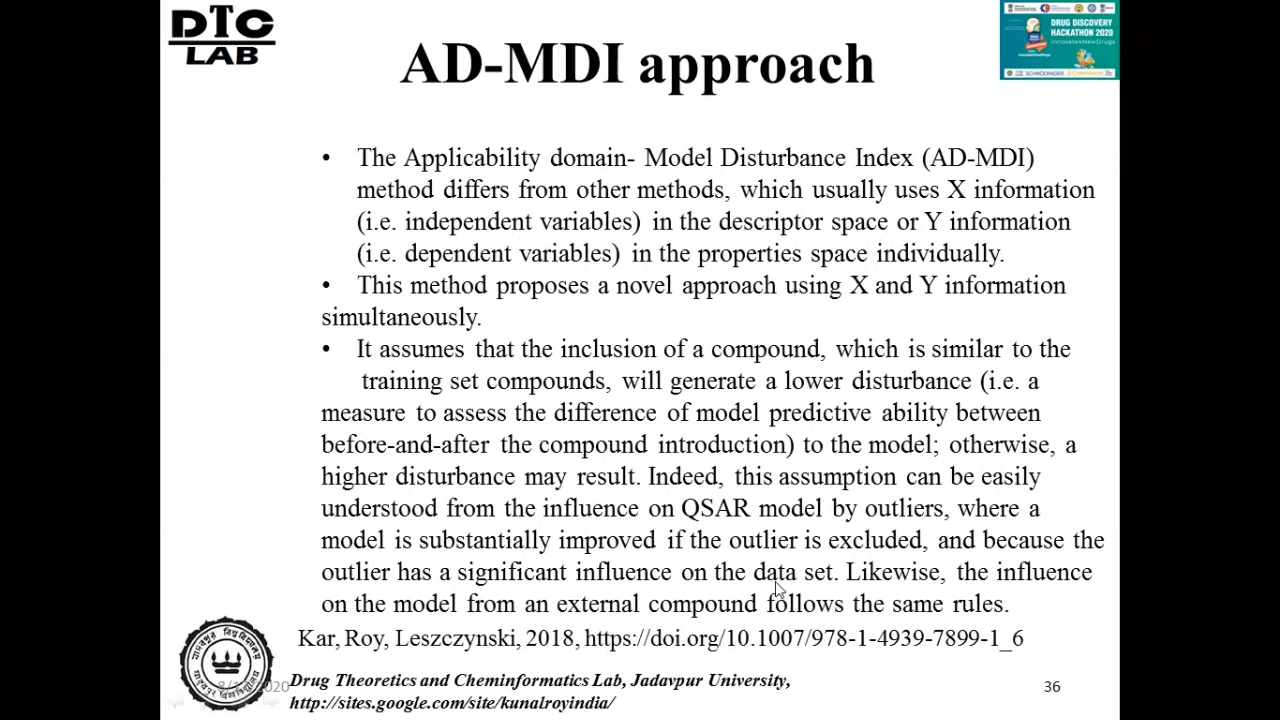 DTC
LAB
DRUG DISCOVERY
HACKATHON 2020
AD-MDI approach
• The Applicability domain- Model Disturbance Index (AD-MDI)
method differs from other methods, which usually uses X information
(i.e. independent variables) in the descriptor space or Y information
(i.e. dependent variables) in the properties space individually.
• This method proposes a novel approach using X and Y information
simultaneously.
• It assumes that the inclusion of a compound, which is similar to the
training set compounds, will generate a lower disturbance (i.e. a
measure to assess the difference of model predictive ability between
before-and-after the compound introduction) to the model; otherwise, a
higher disturbance may result. Indeed, this assumption can be easily
understood from the influence on QSAR model by outliers, where a
model is substantially improved if the outlier is excluded, and because the
outlier has a significant influence on the data set. Likewise, the influence
on the model from an external compound follows the same rules.
Kar, Roy, Leszczynski, 2018, https://doi.org/10.1007/978-1-4939-7899-1_6
Drug Theoretics and Cheminformatics Lab, Jadavpur University,
http://sites.google.com/site/kunalroyindia/
36